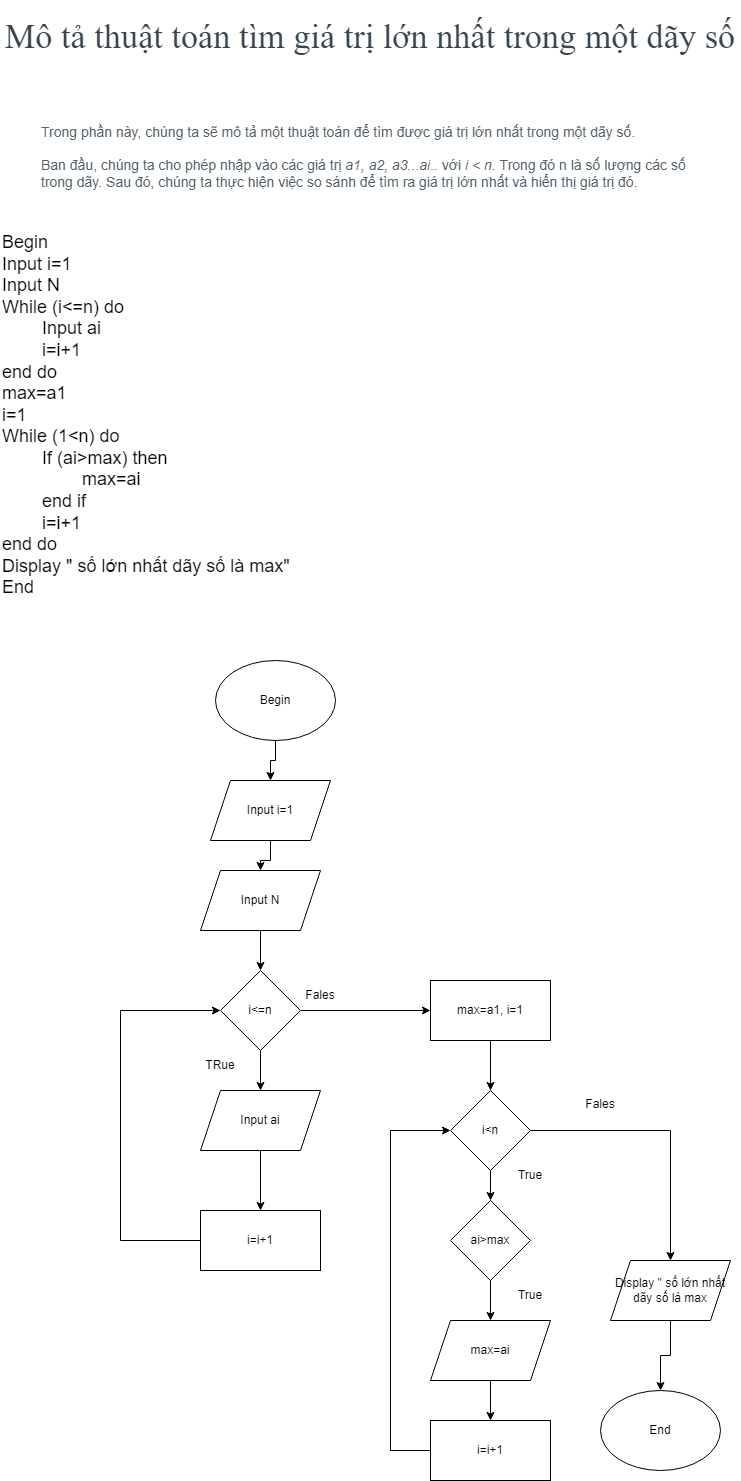 Mô tả thuật toán tìm giá trị lớn nhất trong một dãy số
Trong phần này, chúng ta sẽ mô tả một thuật toán để tìm được giá trị lớn nhất trong một dãy số.
Ban đầu, chúng ta cho phép nhập vào các giá trị a1, a2, a3...ai.. với i < n. Trong đó n là số lượng các số
trong dãy. Sau đó, chúng ta thực hiện việc so sánh để tìm ra giá trị lớn nhất và hiển thị giá trị đó.
Begin
Input i=1
Input N
While (i<=n) do
Input ai
i=i+1
end do
max=a1
i=1
While (1<n) do
If (ai>max) then
max=ai
end if
i=i+1
end do
Display " số lớn nhất dãy số là max"
End
Begin
Input i=1
Input N
i<=n
Fales
max=a1, i=1
TRue
Input ai
i=i+1
i<n
Fales
True
ai>max
True
max=ai
i=i+1
Display " số lớn nhất
dãy số là max
End